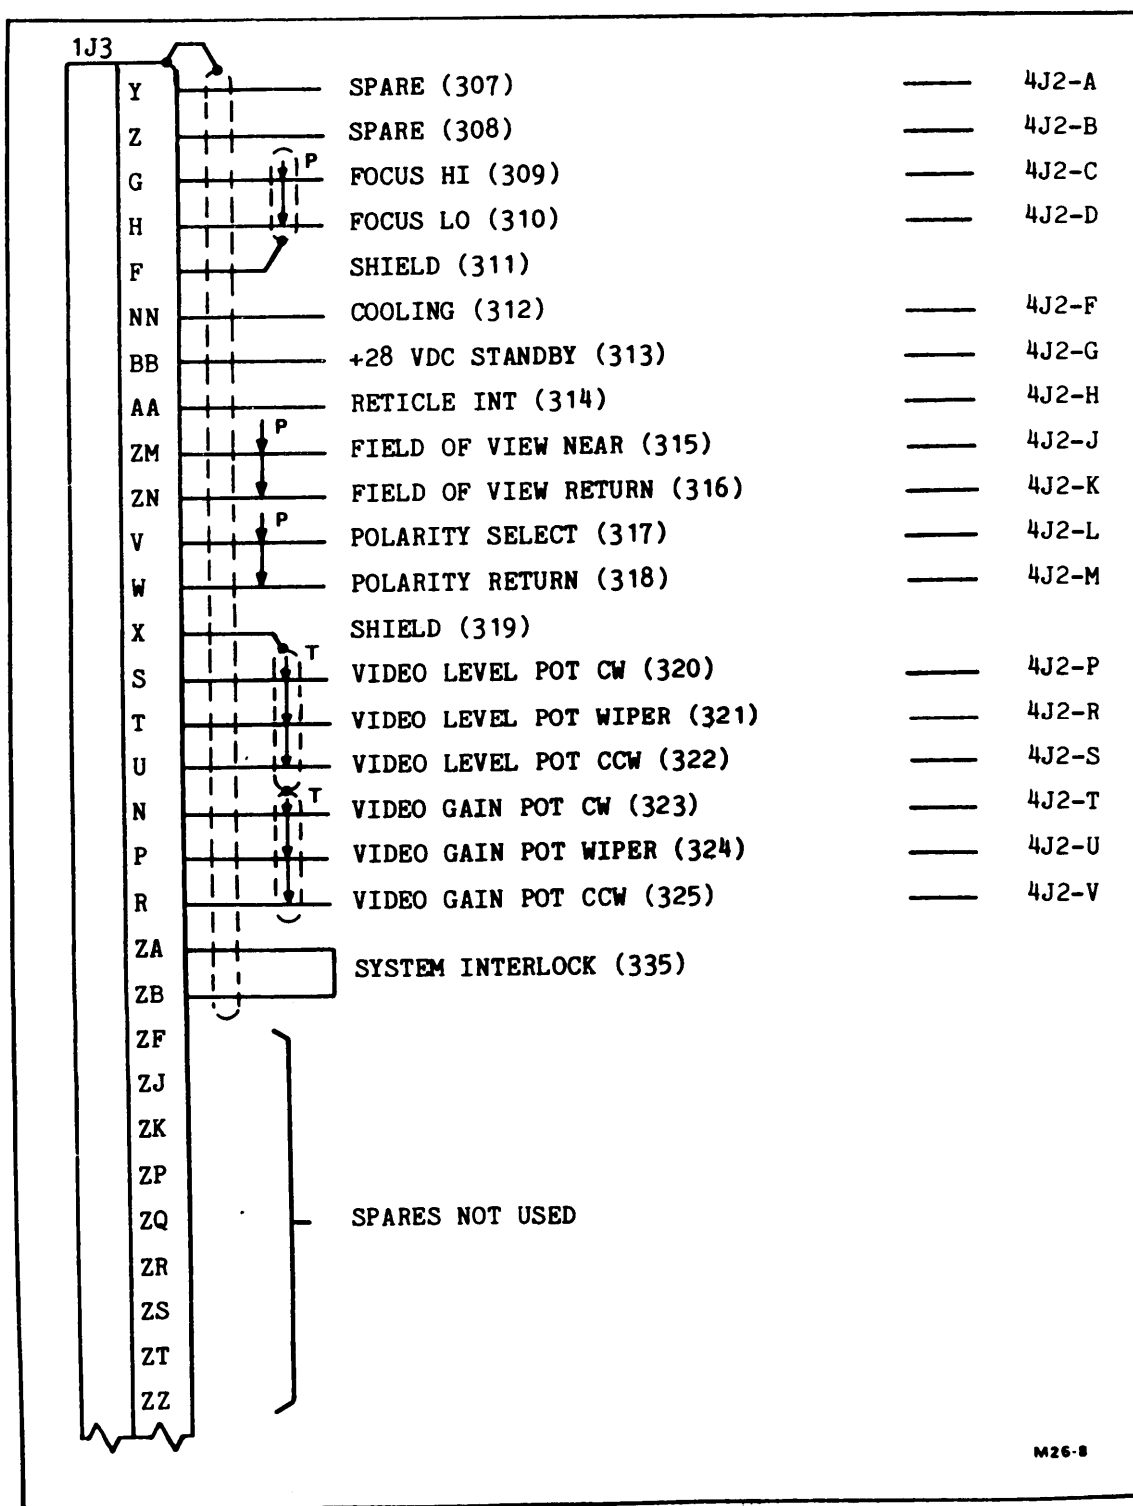 1J3
Y SPARE (307) 4J2-A
Z SPARE (308) 4J2-B
P
G FOCUS HI (309) 4J2-C
H FOCUS LO (310) 4J2-D
F SHIELD (311)
NN COOLING (312) 4J2-F
BB +28 VDC STANDBY (313) 4J2-G
AA RETICLE INT (314) 4J2-H
P
ZM FIELD OF VIEW NEAR (315) 4J2-J
ZN FIELD OF VIEW RETURN (316) 4J2-K
P
V POLARITY SELECT (317) 4J2-L
W POLARITY RETURN (318) 4J2-M
X SHIELD (319)
T
S VIDEO LEVEL POT CW (320) 4J2-P
T VIDEO LEVEL POT WIPER (321) 4J2-R
U VIDEO LEVEL POT CCW (322) 4J2-S
T
N VIDEO GAIN POT CW (323) 4J2-T
P VIDEO GAIN POT WIPER (324) 4J2-U
R VIDEO GAIN POT CCW (325) 4J2-V
ZA
SYSTEM INTERLOCK (335)
ZB
ZF
ZJ
ZK
ZP
ZQ SPARES NOT USED
ZR
ZS
ZT
ZZ
M26-8